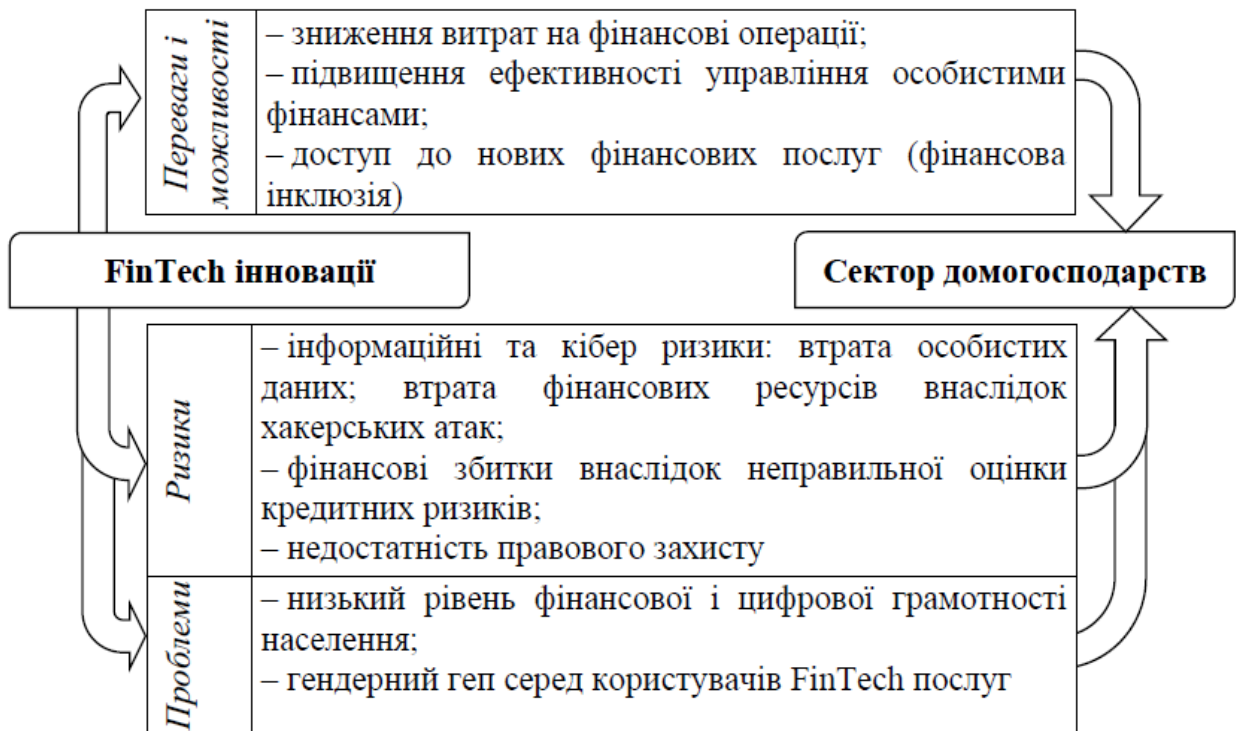 Переваги і
можливості
– зниження витрат на фінансові операції;
– підвищення ефективності управління особистими
фінансами;
– доступ до нових фінансових послуг (фінансова
інклюзія)
FinTech інновації
Сектор домогосподарств
Ризики
– інформаційні та кібер ризики: втрата особистих
даних; втрата фінансових ресурсів внаслідок
хакерських атак;
– фінансові збитки внаслідок неправильної оцінки
кредитних ризиків;
– недостатність правового захисту
Проблеми
– низький рівень фінансової і цифрової грамотності
населення;
– гендерний геп серед користувачів FinTech послуг